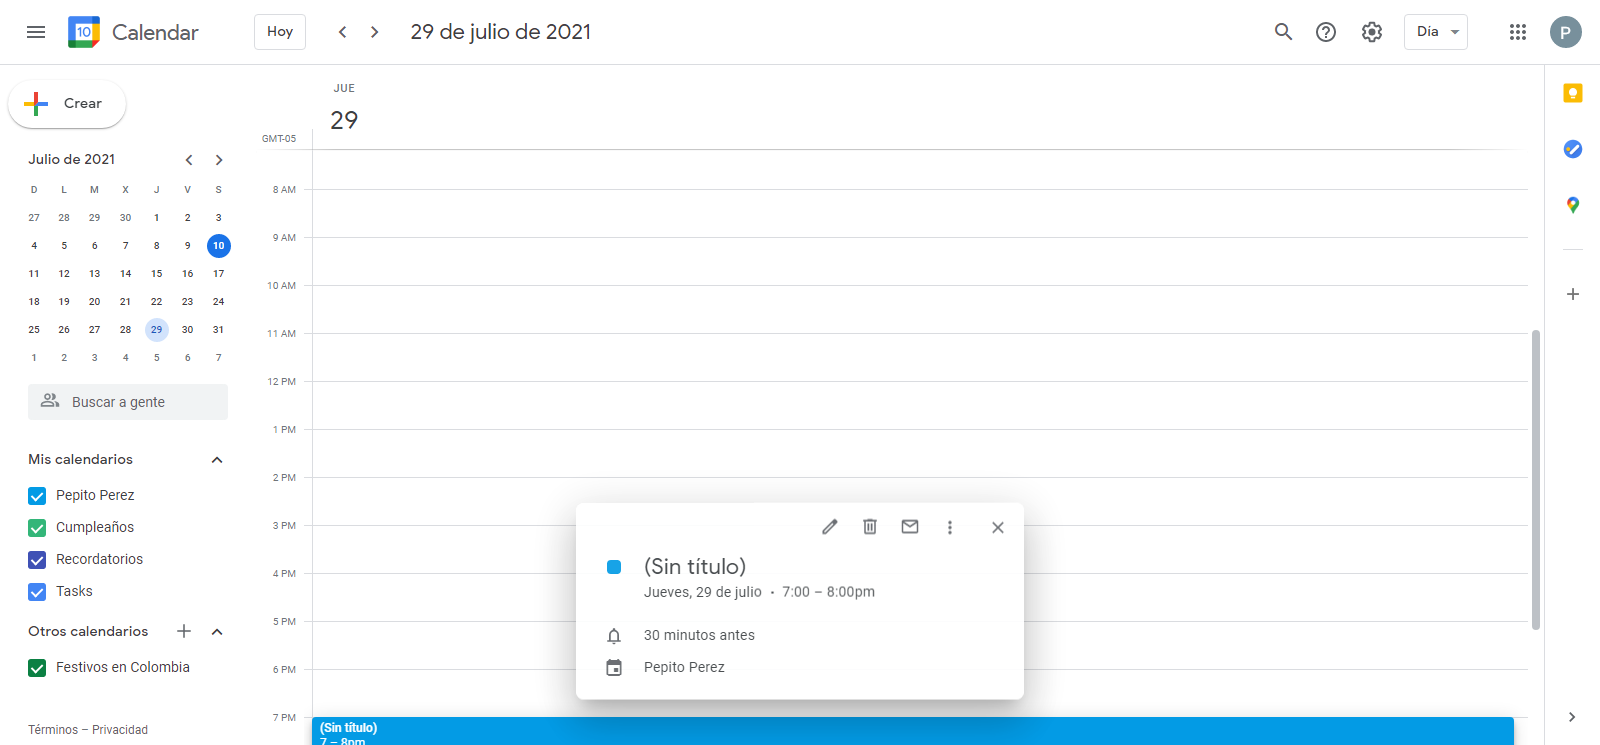 10 Calendar
Hoy
29 de julio de 2021
Día
P
Crear
JUE
29
GMT-05
Julio de 2021
D L M X J V S
27 28 29 30 1 2 3
4 5 6 7 8 9 10
11 12 13 14 15 16 17
18 19 20 21 22 23 24
25 26 27 28 29 30 31
1 2 3 4 5 6 7
Buscar a gente
Mis calendarios
Pepito Perez
Cumpleaños
Recordatorios
Tasks
Otros calendarios
Festivos en Colombia
Términos – Privacidad
8 AM
9 AM
10 AM
11 AM
12 PM
1 PM
2 PM
3 PM
4 PM
5 PM
6 PM
7 PM
(Sin título)
Jueves, 29 de julio • 7:00 – 8:00pm
30 minutos antes
Pepito Perez
(Sin título)
7 – 8pm